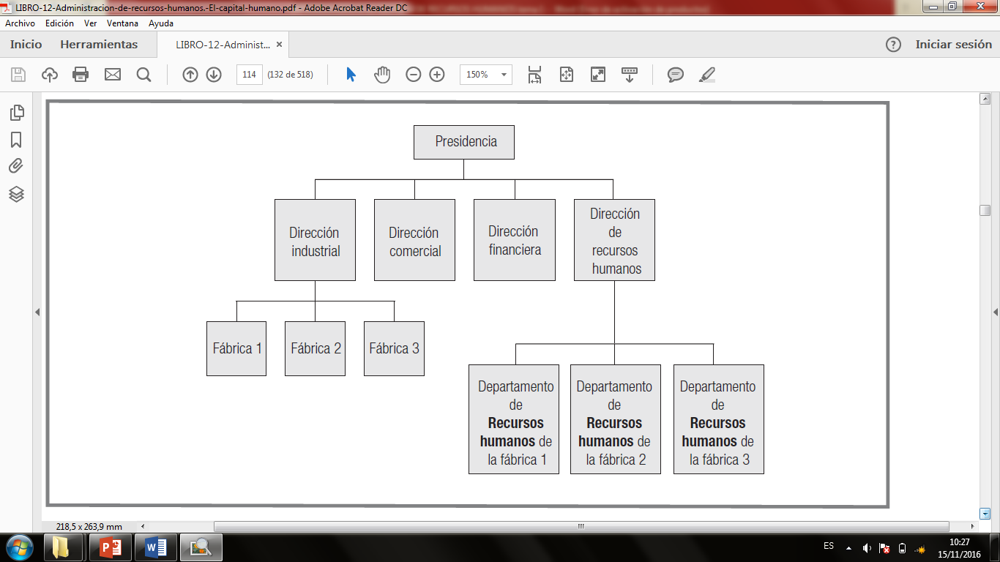 LIBRO-12-Administracion-de-recursos-humanos.-El-capital-humano.pdf - Adobe Acrobat Reader DC
Archivo Edición Ver Ventana Ayuda
Inicio Herramientas LIBRO-12-Administ... × ? Iniciar sesión
114 (132 de 518) 150%
Presidencia
Dirección
industrial
Dirección
comercial
Dirección
financiera
Dirección
de
recursos
humanos
Fábrica 1
Fábrica 2
Fábrica 3
Departamento
de
Recursos
humanos de
la fábrica 1
Departamento
de
Recursos
humanos de
la fábrica 2
Departamento
de
Recursos
humanos de
la fábrica 3
218,5 x 263,9 mm
ES
10:27
15/11/2016